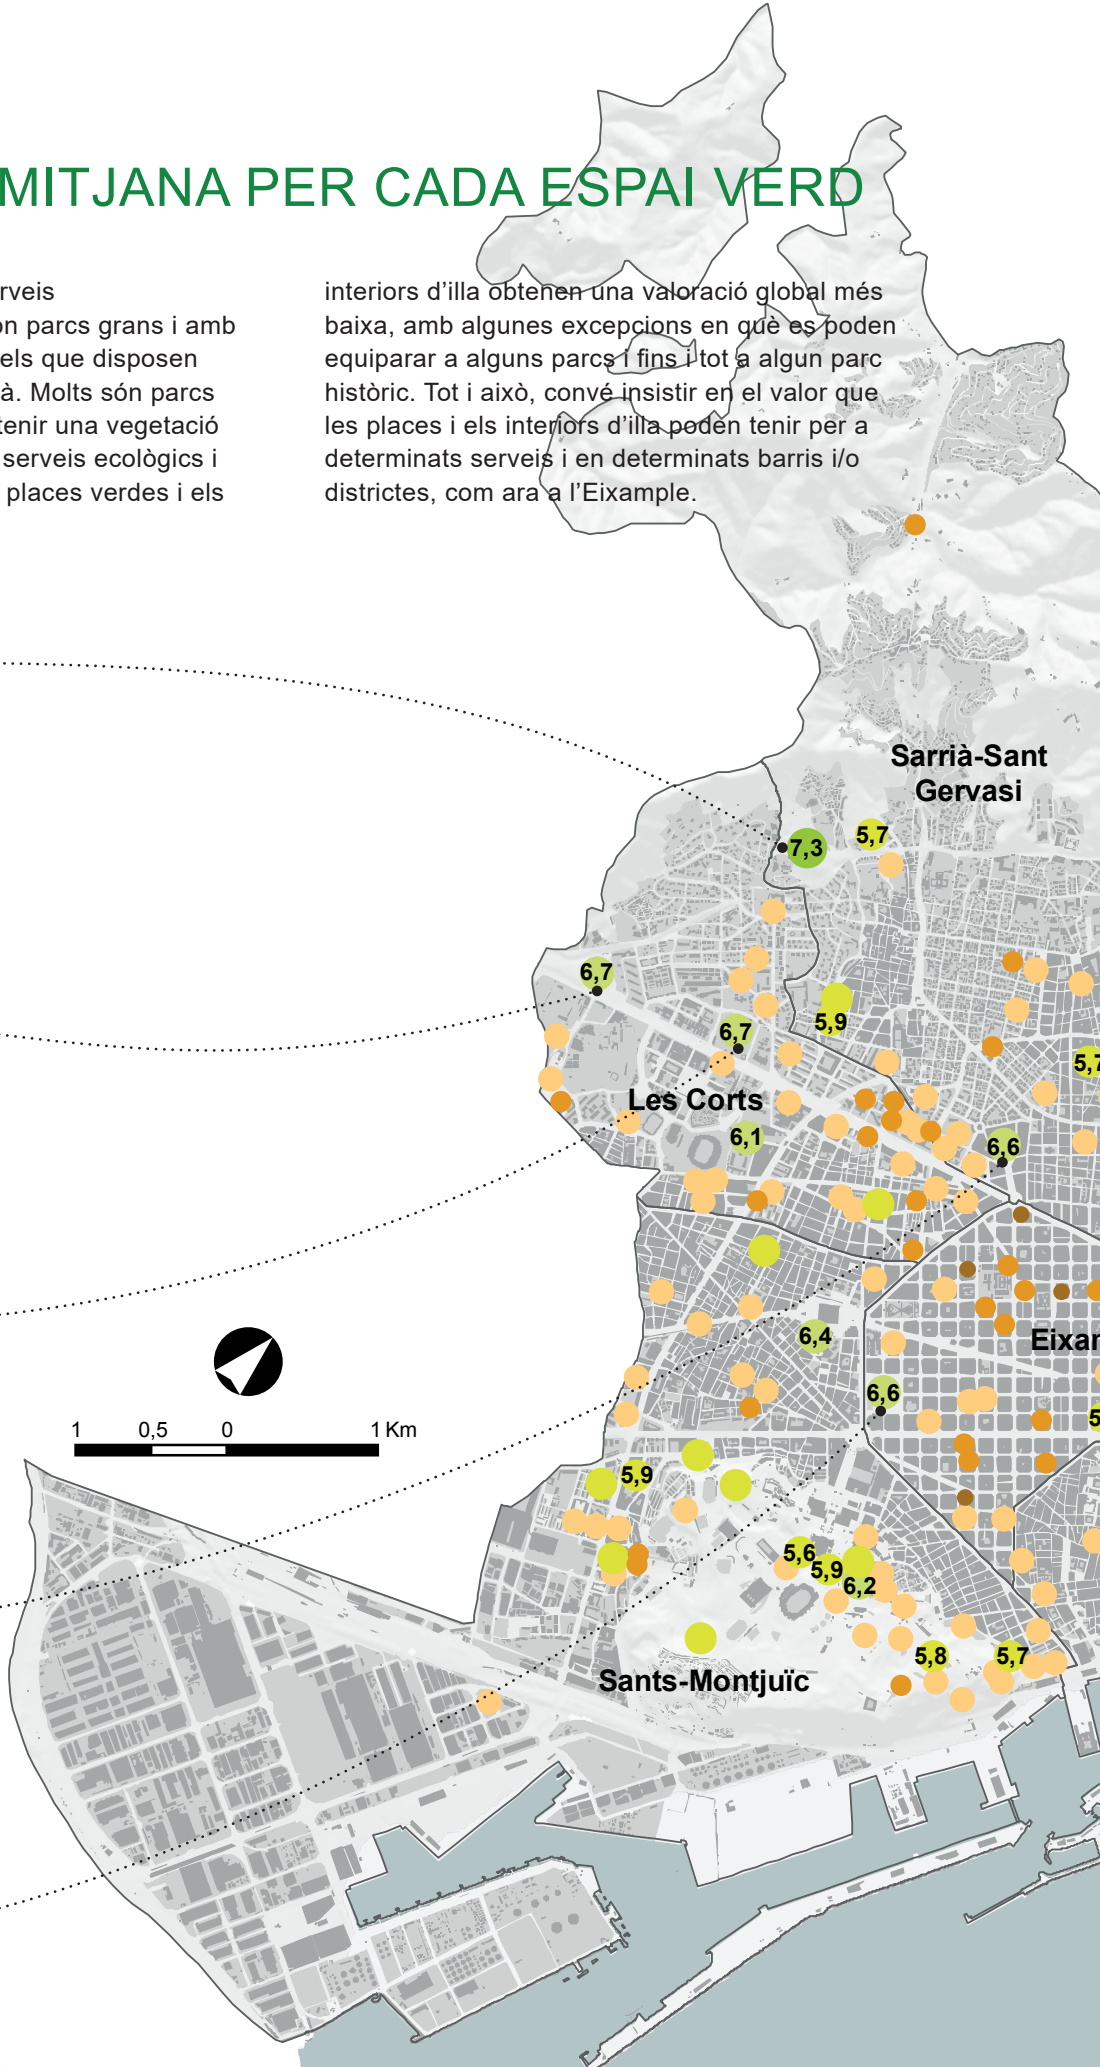 MITJANA PER CADA ESPAI VERD
rveis
on parcs grans i amb
els que disposen
à. Molts són parcs
tenir una vegetació
serveis ecològics i
places verdes i els
interiors d’illa obtenen una valoració global més
baixa, amb algunes excepcions en què es poden
equiparar a alguns parcs i fins i tot a algun parc
històric. Tot i això, convé insistir en el valor que
les places i els interiors d’illa poden tenir per a
determinats serveis i en determinats barris i/o
districtes, com ara a l’Eixample.
Sarrià-Sant
Gervasi
7,3
5,7
6,7
5,9
6,7
5,7
Les Corts
6,1
6,6
6,4
Eixam
6,6
5
1 0,5 0 1 Km
5,9
5,6
5,9
6,2
5,8
5,7
Sants-Montjuïc